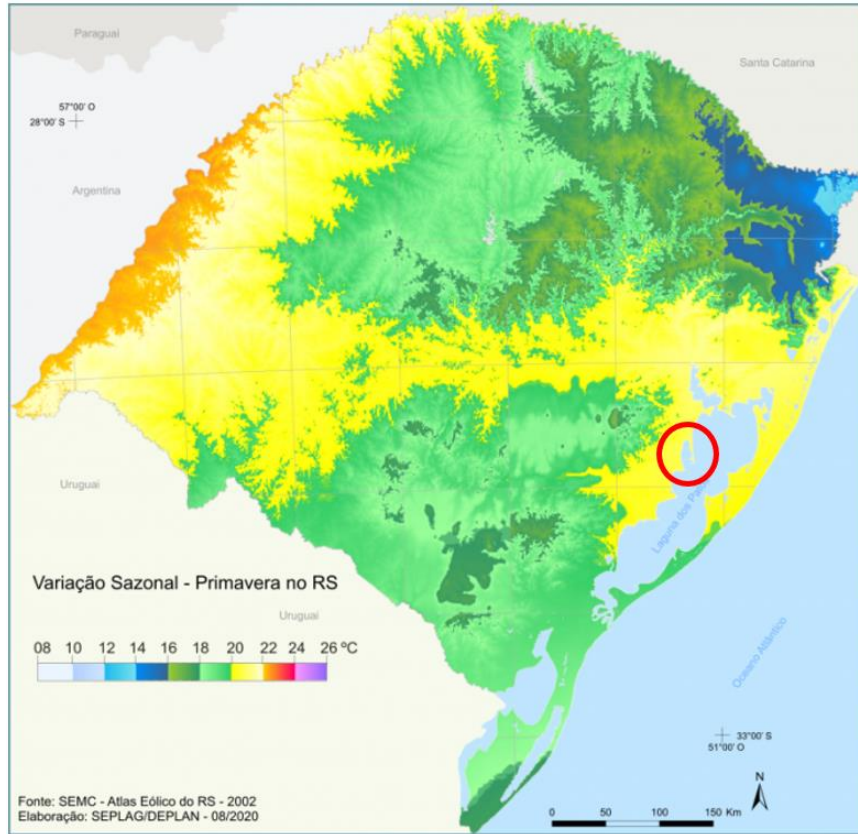 Paraguai
Santa Catarina
57°00' O
28°00' S
Argentina
Uruguai
Laguna dos
Variação Sazonal - Primavera no RS
Uruguai
08 10 12 14 16 18 20 22 24 26 ºC
Oceano Atlântico
33°00' S
51°00' O
N
Fonte: SEMC - Atlas Eólico do RS - 2002
Elaboração: SEPLAG/DEPLAN - 08/2020
0 50 100 150 Km